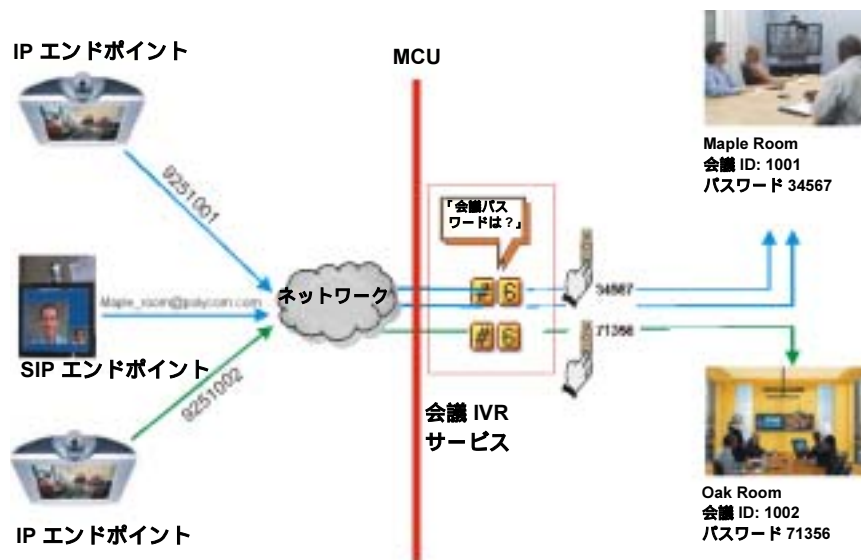 IP エンドポイント
MCU
Maple Room
会議 ID: 1001
パスワード 34567
9251001
「会議パス
ワードは？」
ネットワーク
# 6
34567
Maple_room@polycom.com
# 6
71356
SIP エンドポイント
9251002
会議 IVR
サービス
IP エンドポイント
Oak Room
会議 ID: 1002
パスワード 71356